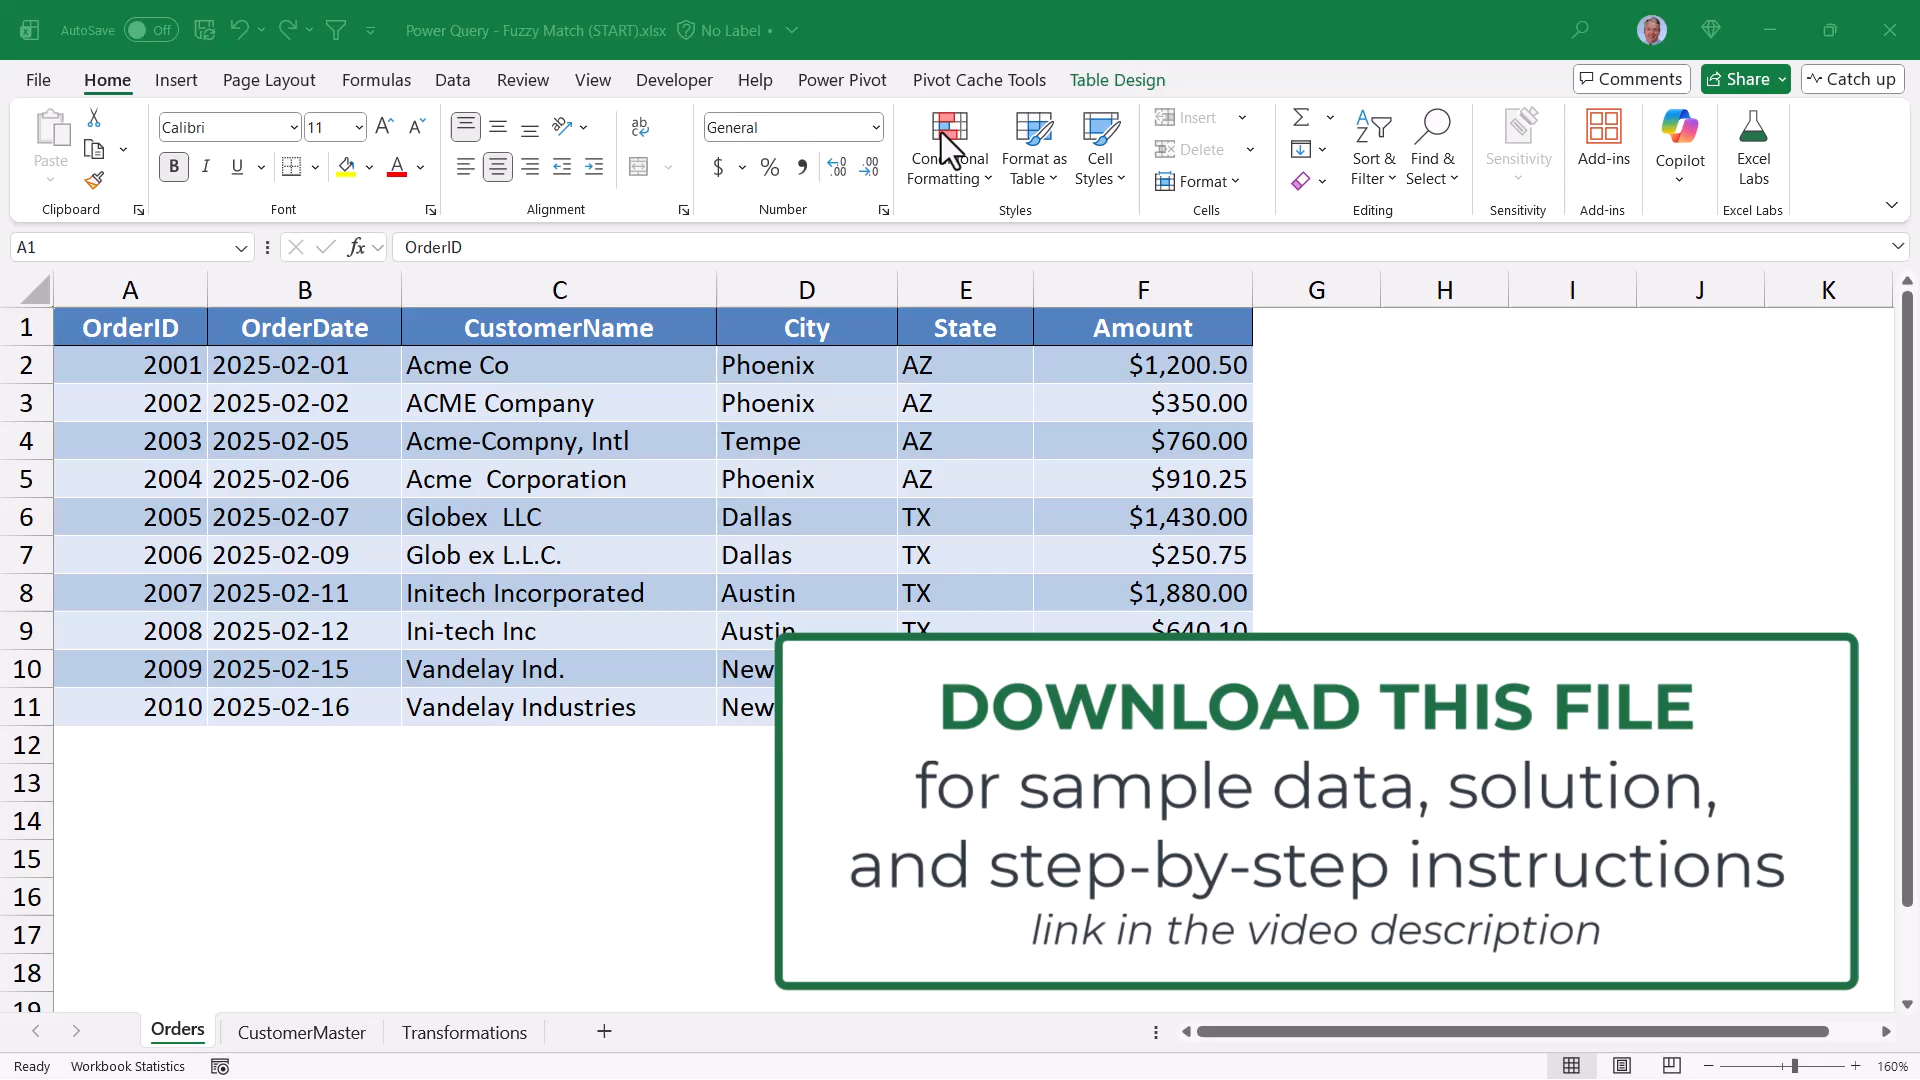 AutoSave Off Power Query - Fuzzy Match (START).xlsx No Label •
File Home Insert Page Layout Formulas Data Review View Developer Help Power Pivot Pivot Cache Tools Table Design Comments Share Catch up
Paste
Calibri 11
B I U A
ab
General
$ % , .00
Conditional Formatting
Format as Table
Cell Styles
Insert
Delete
Format
Sort & Filter
Find & Select
Sensitivity
Add-ins
Copilot
Excel Labs
Clipboard Font Alignment Number Styles Cells Editing Sensitivity Add-ins Excel Labs
A1 fx OrderID
A B C D E F G H I J K
1 OrderID OrderDate CustomerName City State Amount
2 2001 2025-02-01 Acme Co Phoenix AZ $1,200.50
3 2002 2025-02-02 ACME Company Phoenix AZ $350.00
4 2003 2025-02-05 Acme-Compny, Intl Tempe AZ $760.00
5 2004 2025-02-06 Acme  Corporation Phoenix AZ $910.25
6 2005 2025-02-07 Globex  LLC Dallas TX $1,430.00
7 2006 2025-02-09 Glob ex L.L.C. Dallas TX $250.75
8 2007 2025-02-11 Initech Incorporated Austin TX $1,880.00
9 2008 2025-02-12 Ini-tech Inc Austin TX $640.10
10 2009 2025-02-15 Vandelay Ind. New
11 2010 2025-02-16 Vandelay Industries New
12
13
14
15
16
17
18
19
DOWNLOAD THIS FILE
for sample data, solution,
and step-by-step instructions
link in the video description
Orders CustomerMaster Transformations
Ready Workbook Statistics 160%